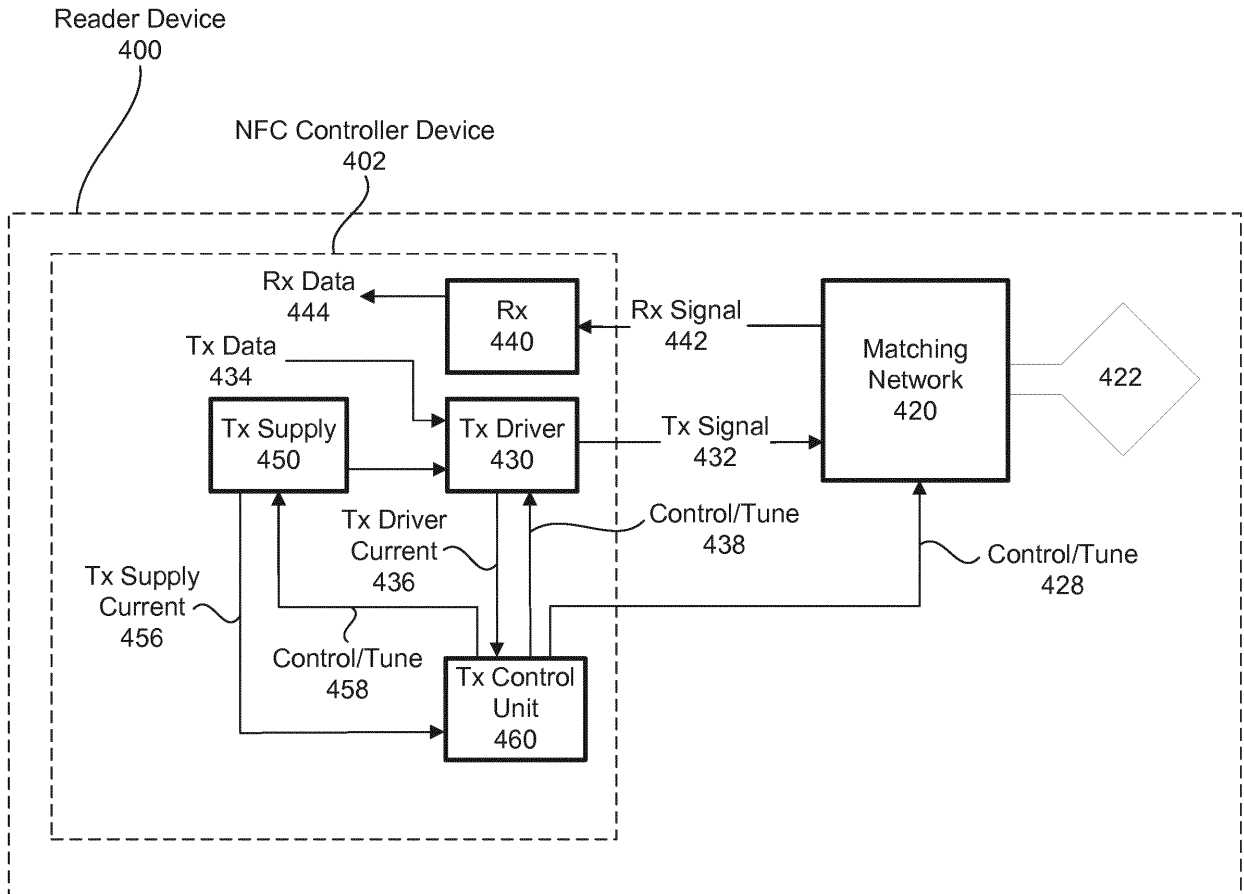 Reader Device
400
NFC Controller Device
402
Rx Data
444
Rx
440
Rx Signal
442
Tx Data
434
Matching
Network
420
422
Tx Supply
450
Tx Driver
430
Tx Signal
432
Tx Driver
Current
436
Control/Tune
438
Control/Tune
428
Tx Supply
Current
456
Control/Tune
458
Tx Control
Unit
460